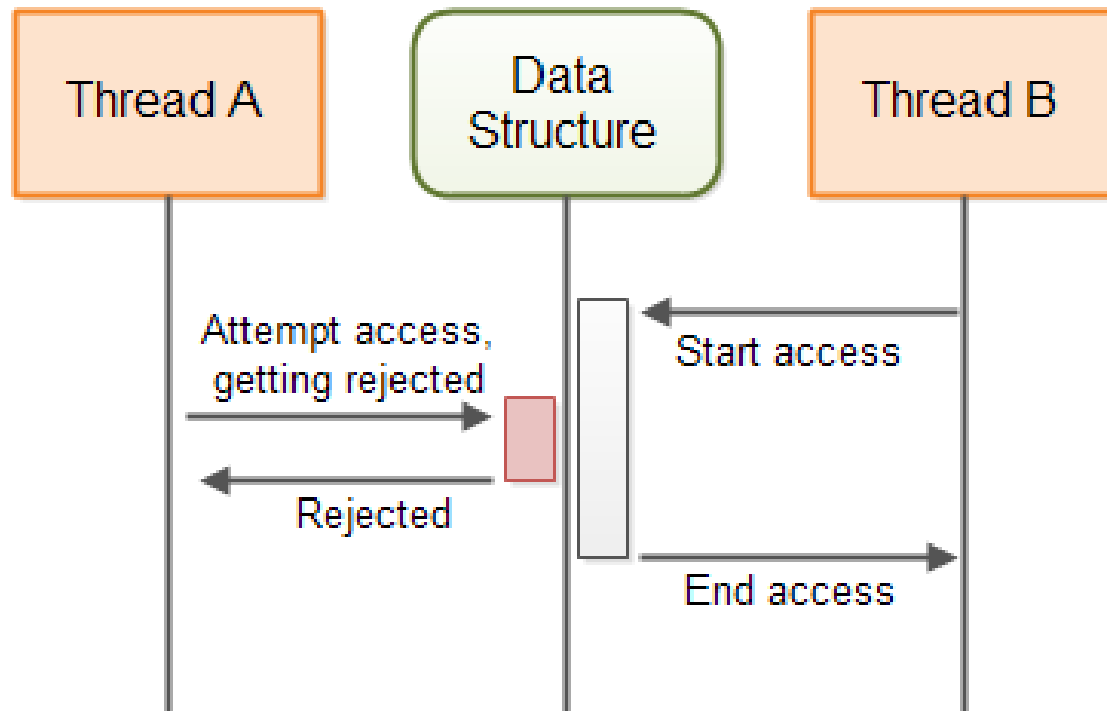 Thread A
Data
Structure
Thread B
Attempt access,
getting rejected
Start access
Rejected
End access